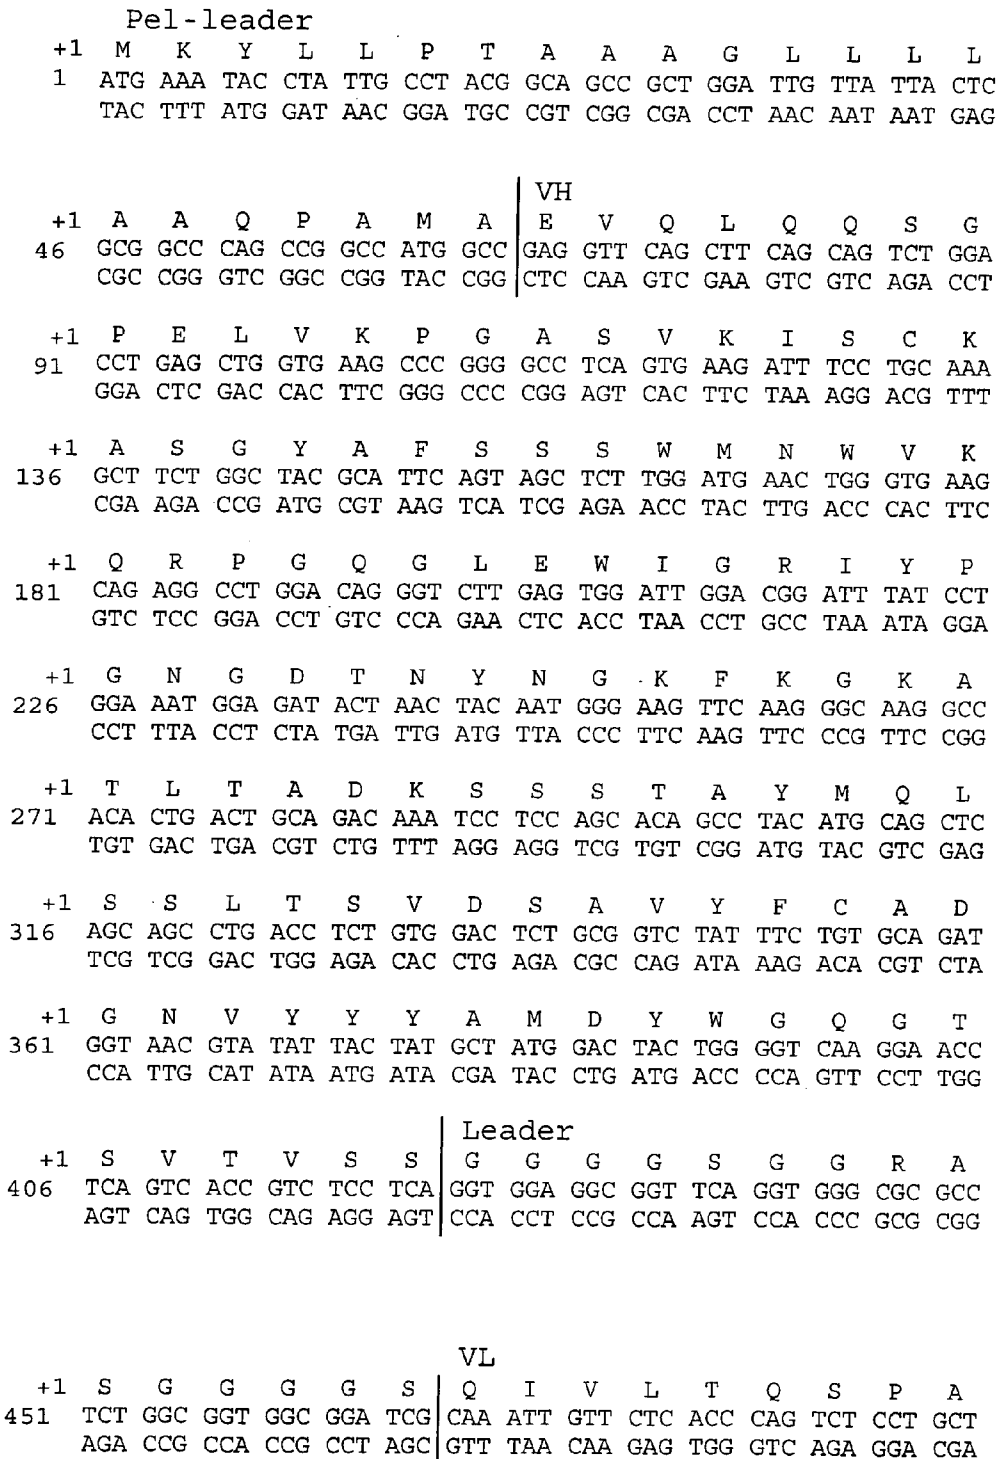 Pel-leader
+1 M K Y L L P T A A A G L L L L
1 ATG AAA TAC CTA TTG CCT ACG GCA GCC GCT GGA TTG TTA TTA CTC
TAC TTT ATG GAT AAC GGA TGC CGT CGG CGA CCT AAC AAT AAT GAG
VH
+1 A A Q P A M A E V Q L Q Q S G
46 GCG GCC CAG CCG GCC ATG GCC GAG GTT CAG CTT CAG CAG TCT GGA
CGC CGG GTC GGC CGG TAC CGG CTC CAA GTC GAA GTC GTC AGA CCT
+1 P E L V K P G A S V K I S C K
91 CCT GAG CTG GTG AAG CCC GGG GCC TCA GTG AAG ATT TCC TGC AAA
GGA CTC GAC CAC TTC GGG CCC CGG AGT CAC TTC TAA AGG ACG TTT
+1 A S G Y A F S S S W M N W V K
136 GCT TCT GGC TAC GCA TTC AGT AGC TCT TGG ATG AAC TGG GTG AAG
CGA AGA CCG ATG CGT AAG TCA TCG AGA ACC TAC TTG ACC CAC TTC
+1 Q R P G Q G L E W I G R I Y P
181 CAG AGG CCT GGA CAG GGT CTT GAG TGG ATT GGA CGG ATT TAT CCT
GTC TCC GGA CCT GTC CCA GAA CTC ACC TAA CCT GCC TAA ATA GGA
+1 G N G D T N Y N G K F K G K A
226 GGA AAT GGA GAT ACT AAC TAC AAT GGG AAG TTC AAG GGC AAG GCC
CCT TTA CCT CTA TGA TTG ATG TTA CCC TTC AAG TTC CCG TTC CGG
+1 T L T A D K S S S T A Y M Q L
271 ACA CTG ACT GCA GAC AAA TCC TCC AGC ACA GCC TAC ATG CAG CTC
TGT GAC TGA CGT CTG TTT AGG AGG TCG TGT CGG ATG TAC GTC GAG
+1 S S L T S V D S A V Y F C A D
316 AGC AGC CTG ACC TCT GTG GAC TCT GCG GTC TAT TTC TGT GCA GAT
TCG TCG GAC TGG AGA CAC CTG AGA CGC CAG ATA AAG ACA CGT CTA
+1 G N V Y Y Y A M D Y W G Q G T
361 GGT AAC GTA TAT TAC TAT GCT ATG GAC TAC TGG GGT CAA GGA ACC
CCA TTG CAT ATA ATG ATA CGA TAC CTG ATG ACC CCA GTT CCT TGG
Leader
+1 S V T V S S G G G G S G G R A
406 TCA GTC ACC GTC TCC TCA GGT GGA GGC GGT TCA GGT GGG CGC GCC
AGT CAG TGG CAG AGG AGT CCA CCT CCG CCA AGT CCA CCC GCG CGG
VL
+1 S G G G G S Q I V L T Q S P A
451 TCT GGC GGT GGC GGA TCG CAA ATT GTT CTC ACC CAG TCT CCT GCT
AGA CCG CCA CCG CCT AGC GTT TAA CAA GAG TGG GTC AGA GGA CGA